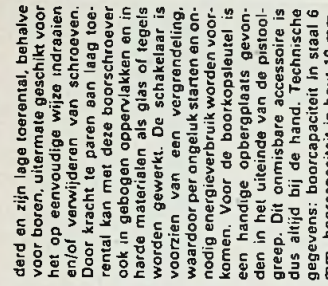 derd en zijn lage toerental, behalve
voor boren, uitermate geschikt voor
het op eenvoudige wijze indraaien
en/of verwijderen van schroeven.
Door kracht te paren aan laag toe-
rental kan met deze boorschroever
ook in gebogen oppervlakken en in
harde materialen als glas of tegels
worden gewerkt. De schakelaar is
voorzien van een vergrendeling,
waardoor per ongeluk starten en on-
nodig energieverbruik worden voor-
komen. Voor de boorkopsleutel is
een handige opbergplaats gevon-
den in het uiteinde van de pistool-
greep. Dit onmisbare accessoire is
dus altijd bij de hand. Technische
gegevens: boorcapaciteit in staal 6